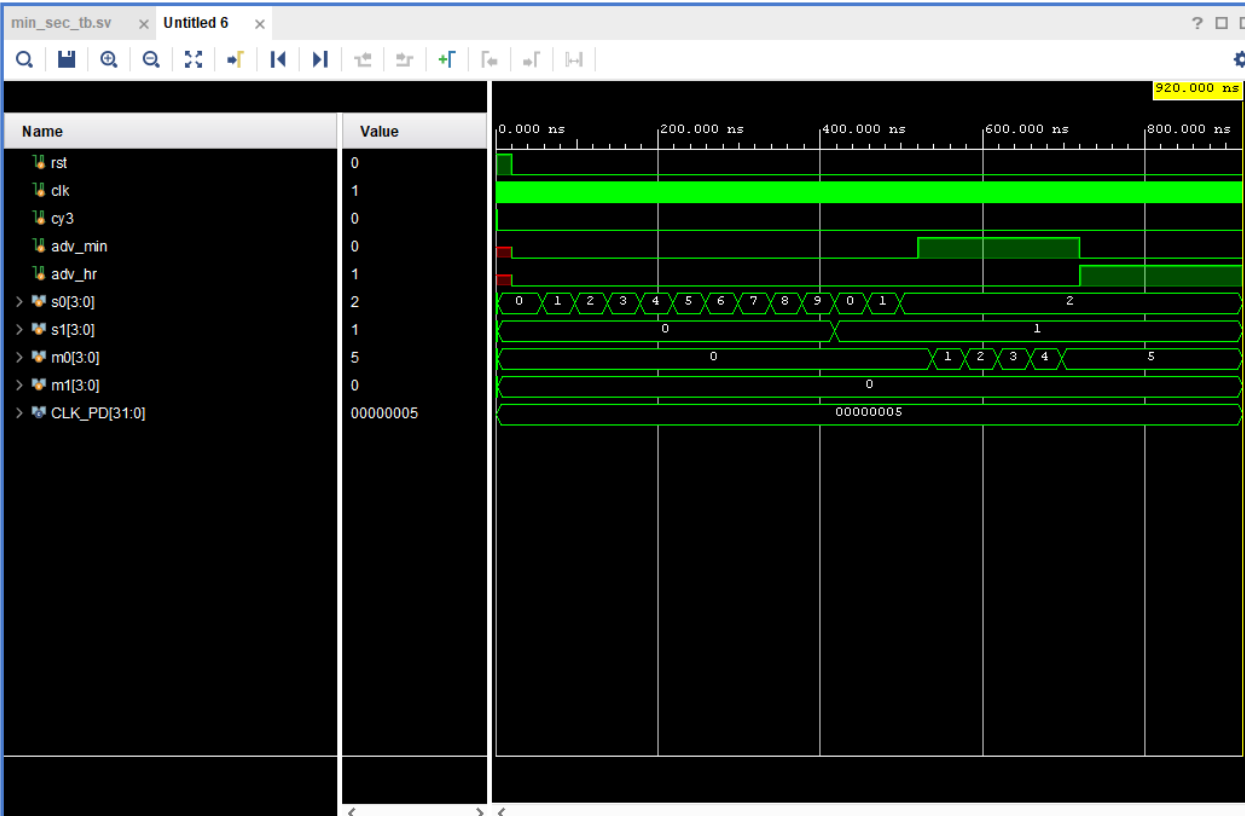 min_sec_tb.sv × Untitled 6 × ?
920.000 ns
Name Value 0.000 ns 200.000 ns 400.000 ns 600.000 ns 800.000 ns
rst 0
clk 1
cy3 0
adv_min 0
adv_hr 1
s0[3:0] 2 0 1 2 3 4 5 6 7 8 9 0 1 2
s1[3:0] 1 0 1
m0[3:0] 5 0 1 2 3 4 5
m1[3:0] 0 0
CLK_PD[31:0] 00000005 00000005